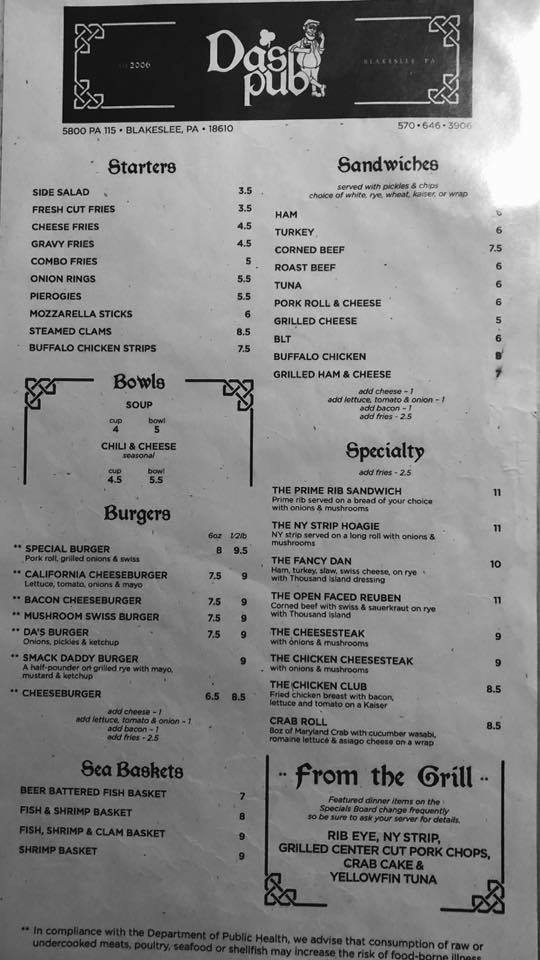 2006
Da's
pub
BLAKESLEE, PA
5800 PA 115 • BLAKESLEE, PA • 18610
570•646•3906
Starters
SIDE SALAD 3.5
FRESH CUT FRIES 3.5
CHEESE FRIES 4.5
GRAVY FRIES 4.5
COMBO FRIES 5
ONION RINGS 5.5
PIEROGIES 5.5
MOZZARELLA STICKS 6
STEAMED CLAMS 8.5
BUFFALO CHICKEN STRIPS 7.5
Bowls
SOUP
cup bowl
4 5
CHILI & CHEESE
seasonal
cup bowl
4.5 5.5
Burgers
6oz 1/2lb
** SPECIAL BURGER 8 9.5
Pork roll, grilled onions & swiss
** CALIFORNIA CHEESEBURGER 7.5 9
Lettuce, tomato, onions & mayo
** BACON CHEESEBURGER 7.5 9
** MUSHROOM SWISS BURGER 7.5 9
** DA'S BURGER 7.5 9
Onions, pickles & ketchup
** SMACK DADDY BURGER 9
A half-pounder on grilled rye with mayo,
mustard & ketchup
** CHEESEBURGER 6.5 8.5
add cheese ~ 1
add lettuce, tomato & onion ~ 1
add bacon ~ 1
add fries - 2.5
Sea Baskets
BEER BATTERED FISH BASKET 7
FISH & SHRIMP BASKET 8
FISH, SHRIMP & CLAM BASKET 9
SHRIMP BASKET 9
Sandwiches
served with pickles & chips
choice of white, rye, wheat, kaiser, or wrap
HAM 6
TURKEY 6
CORNED BEEF 7.5
ROAST BEEF 6
TUNA 6
PORK ROLL & CHEESE 6
GRILLED CHEESE 5
BLT 6
BUFFALO CHICKEN 8
GRILLED HAM & CHEESE 7
add cheese ~ 1
add lettuce, tomato & onion ~ 1
add bacon ~ 1
add fries - 2.5
Specialty
add fries - 2.5
THE PRIME RIB SANDWICH 11
Prime rib served on a bread of your choice
with onions & mushrooms
THE NY STRIP HOAGIE 11
NY strip served on a long roll with onions &
mushrooms
THE FANCY DAN 10
Ham, turkey, slaw, swiss cheese, on rye
with Thousand Island dressing
THE OPEN FACED REUBEN 11
Corned beef with swiss & sauerkraut on rye
with Thousand Island
THE CHEESESTEAK 9
with onions & mushrooms
THE CHICKEN CHEESESTEAK 9
with onions & mushrooms
THE CHICKEN CLUB 8.5
Fried chicken breast with bacon,
lettuce and tomato on a Kaiser
CRAB ROLL 8.5
8oz of Maryland Crab with cucumber wasabi,
romaine lettuce & asiago cheese on a wrap
·· From the Grill ··
Featured dinner items on the
Specials Board change frequently
so be sure to ask your server for details.
RIB EYE, NY STRIP,
GRILLED CENTER CUT PORK CHOPS,
CRAB CAKE &
YELLOWFIN TUNA
** In compliance with the Department of Public Health, we advise that consumption of raw or
undercooked meats, poultry, seafood or shellfish may increase the risk of food-borne illness